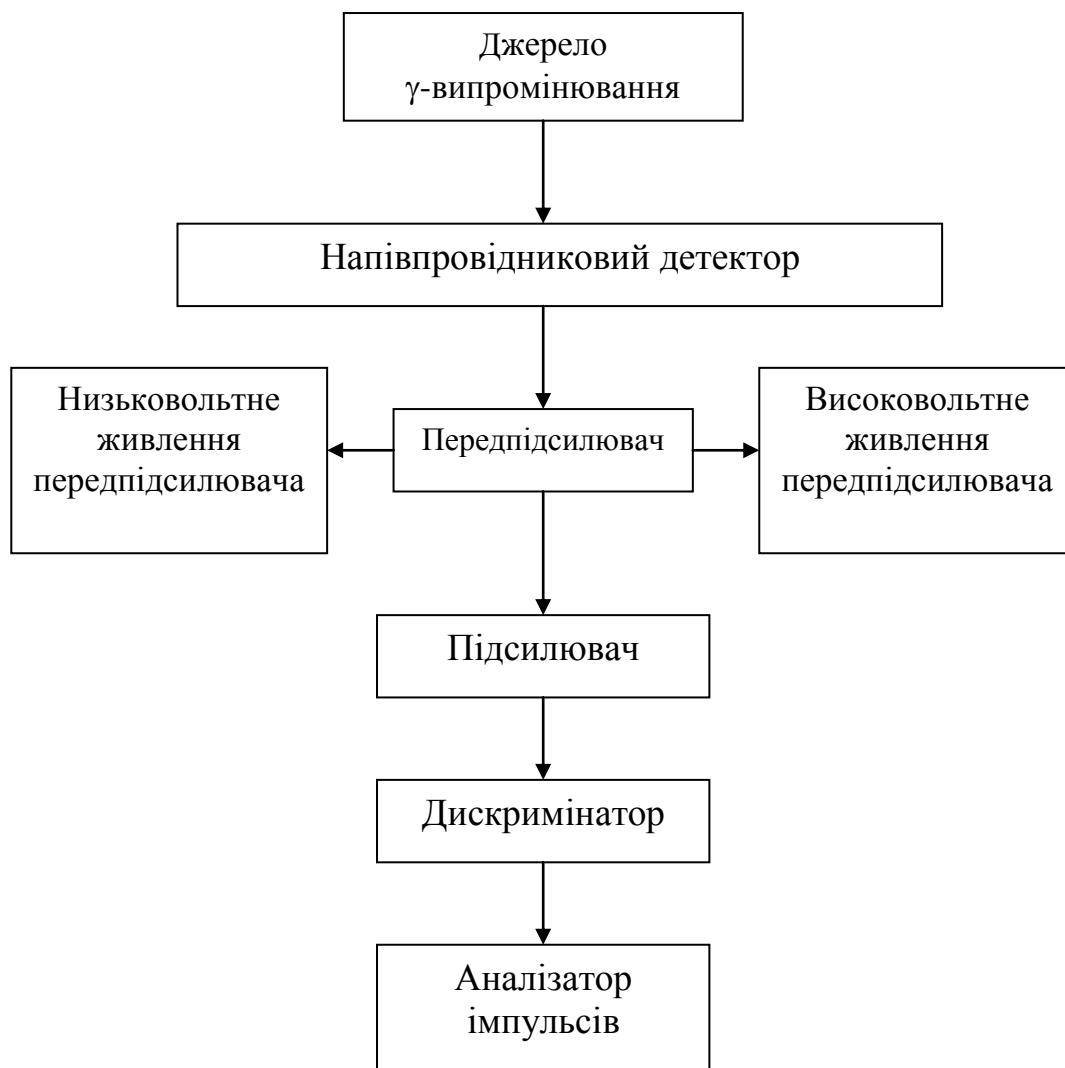 Джерело
γ-випромінювання
Напівпровідниковий детектор
Низьковольтне
живлення
передпідсилювача
Передпідсилювач
Високовольтне
живлення
передпідсилювача
Підсилювач
Дискримінатор
Аналізатор
імпульсів